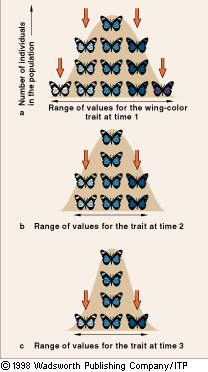 Number of individuals
in the population
a Range of values for the wing-color
trait at time 1
b Range of values for the trait at time 2
c Range of values for the trait at time 3
© 1998 Wadsworth Publishing Company/ITP